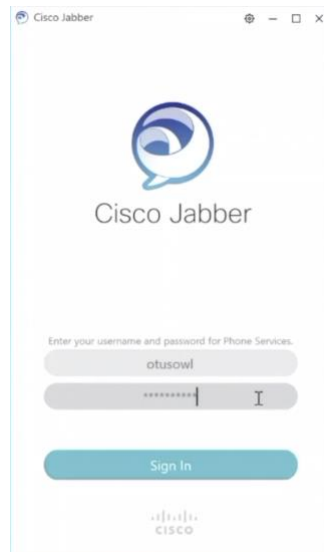 Cisco Jabber
Cisco Jabber
Enter your username and password for Phone Services.
otusowl
**********
Sign In
CISCO